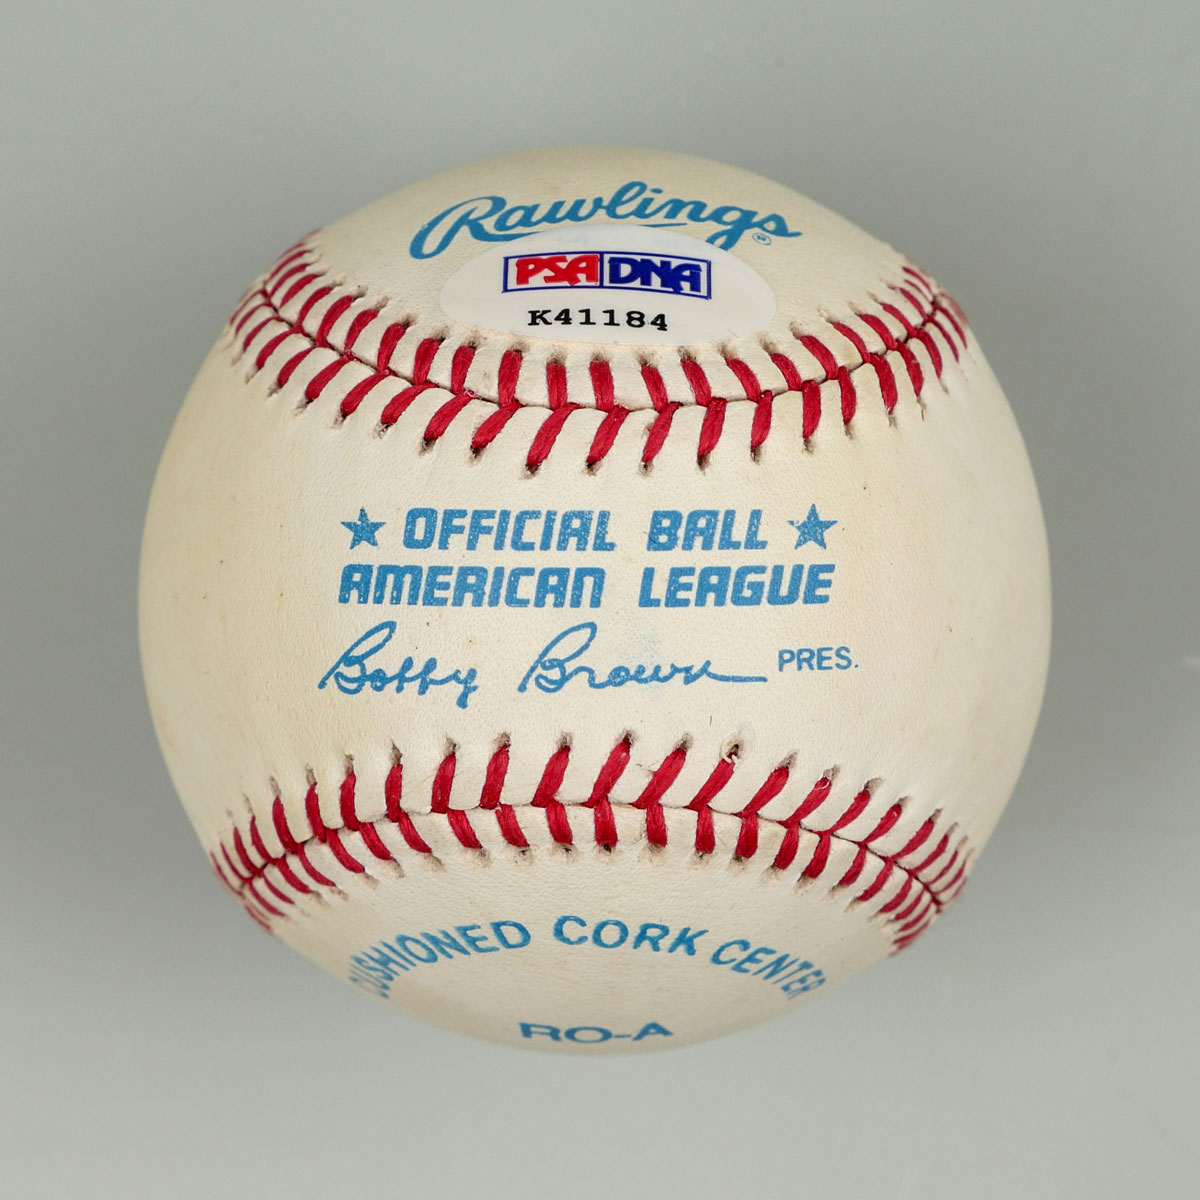 Rawlings®
PSA DNA
K41184
★ OFFICIAL BALL ★
AMERICAN LEAGUE
Bobby Brown PRES.
CUSHIONED CORK CENTER
RO-A